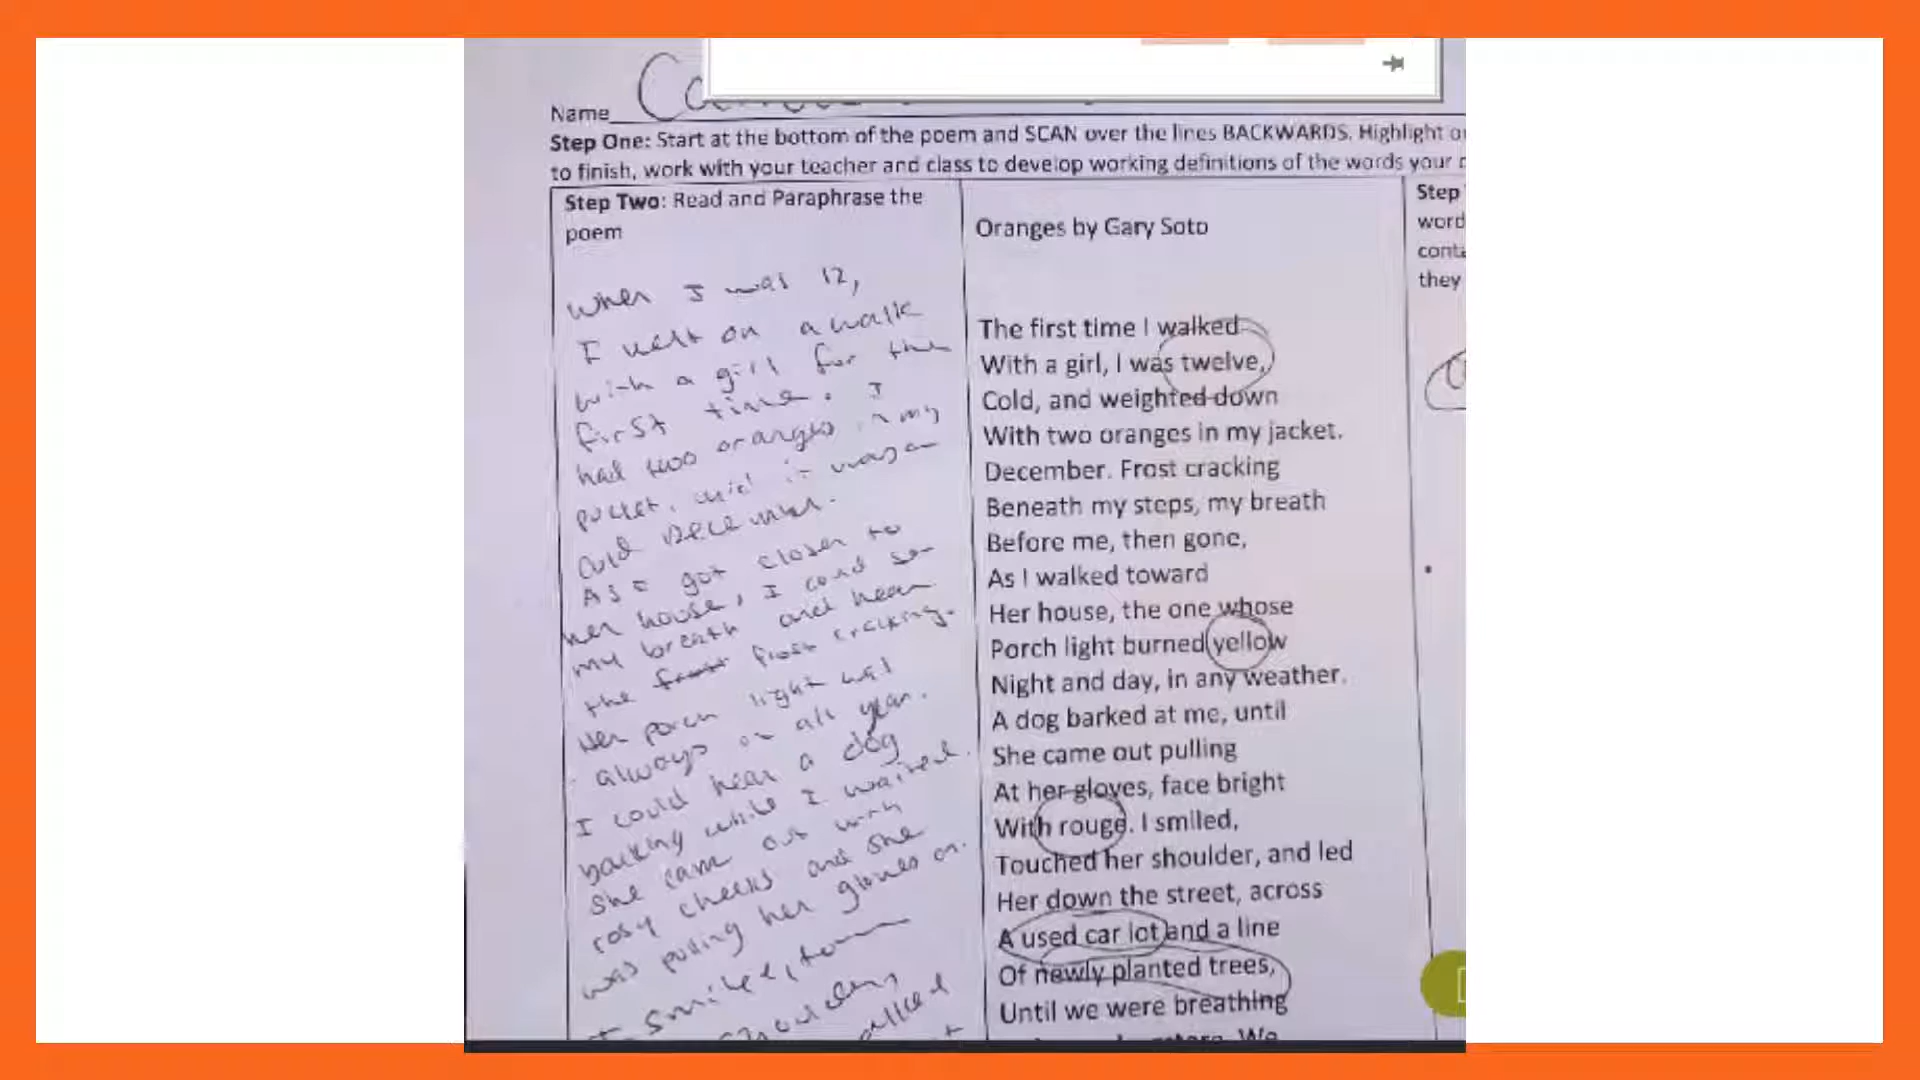 Name
Step One: Start at the bottom of the poem and SCAN over the lines BACKWARDS. Highlight
to finish, work with your teacher and class to develop working definitions of the words your
Step Two: Read and Paraphrase the
poem
When I was 12,
I went on a walk
with a girl for the
first time. I
had two oranges in my
pocket, and it was a
cold December.
As I got closer to
her house, I could see
my breath and hear
the frost cracking.
Her porch light was
always on all year.
I could hear a dog
barking while I waited.
She came out with
rosy cheeks and she
was pulling her gloves on.
I smiled,
Oranges by Gary Soto
The first time I walked
With a girl, I was twelve,
Cold, and weighted down
With two oranges in my jacket.
December. Frost cracking
Beneath my steps, my breath
Before me, then gone,
As I walked toward
Her house, the one whose
Porch light burned yellow
Night and day, in any weather.
A dog barked at me, until
She came out pulling
At her gloves, face bright
With rouge. I smiled,
Touched her shoulder, and led
Her down the street, across
A used car lot and a line
Of newly planted trees,
Until we were breathing
We
Step
word
they